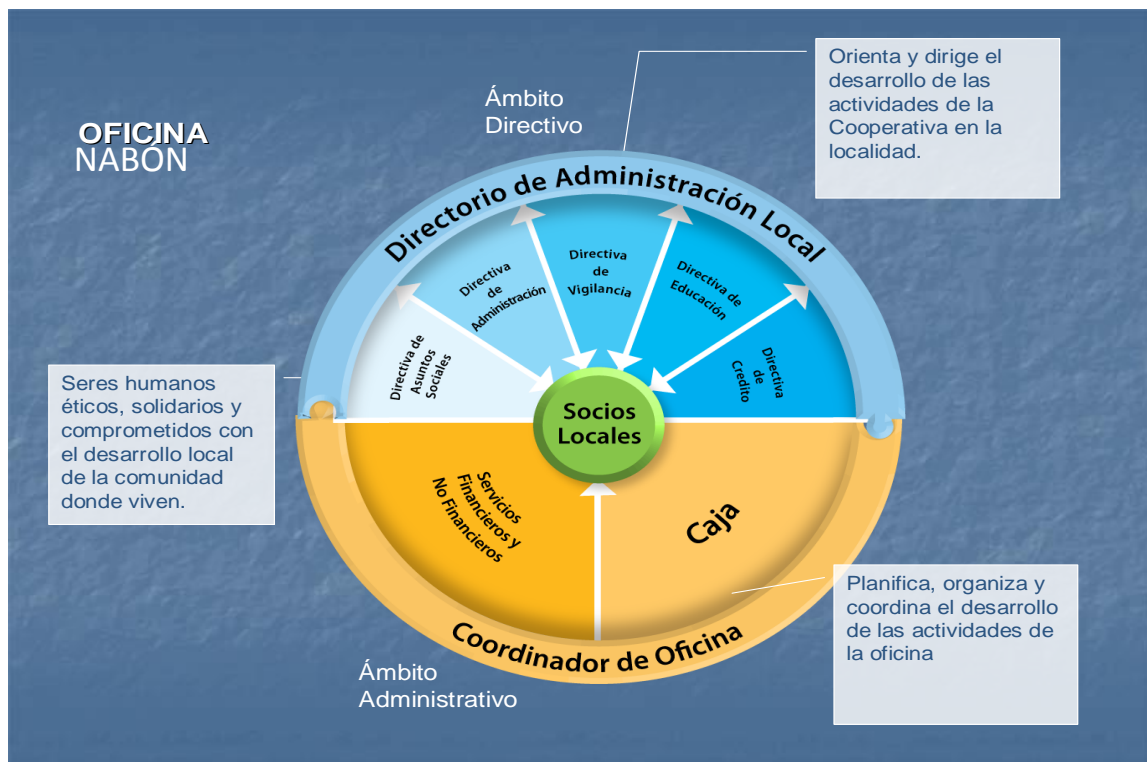 OFICINA
NABÓN
Ámbito
Directivo
Orienta y dirige el
desarrollo de las
actividades de la
Cooperativa en la
localidad.
Directorio de Administración Local
Directiva de
Asuntos
Sociales
Directiva
de
Administración
Directiva
de
Vigilancia
Directiva de
Educación
Directiva
de
Credito
Seres humanos
éticos, solidarios y
comprometidos con
el desarrollo local
de la comunidad
donde viven.
Socios
Locales
Servicios
Financieros y
No Financieros
Caja
Coordinador de Oficina
Planifica, organiza y
coordina el desarrollo
de las actividades de
la oficina
Ámbito
Administrativo